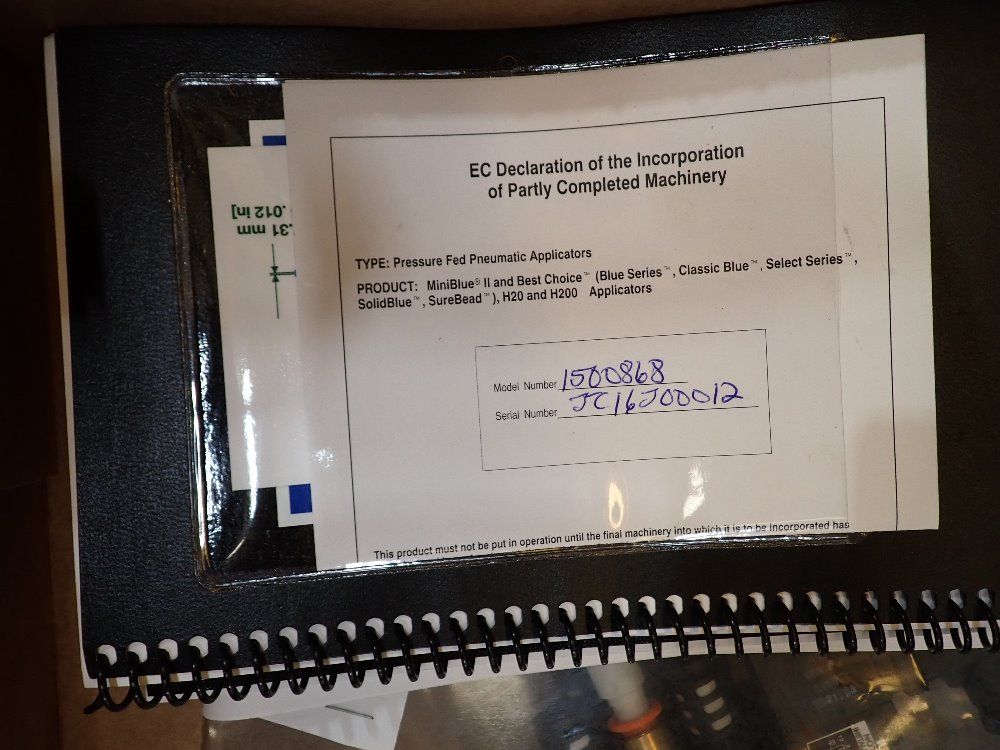 EC Declaration of the Incorporation
of Partly Completed Machinery
TYPE: Pressure Fed Pneumatic Applicators
PRODUCT: MiniBlue® II and Best Choice™ (Blue Series™, Classic Blue™, Select Series™,
SolidBlue™, SureBead™), H20 and H200 Applicators
Model Number 1500868
Serial Number JC16J00012
This product must not be put in operation until the final machinery into which it is to be incorporated has
.31 mm
.012 in]